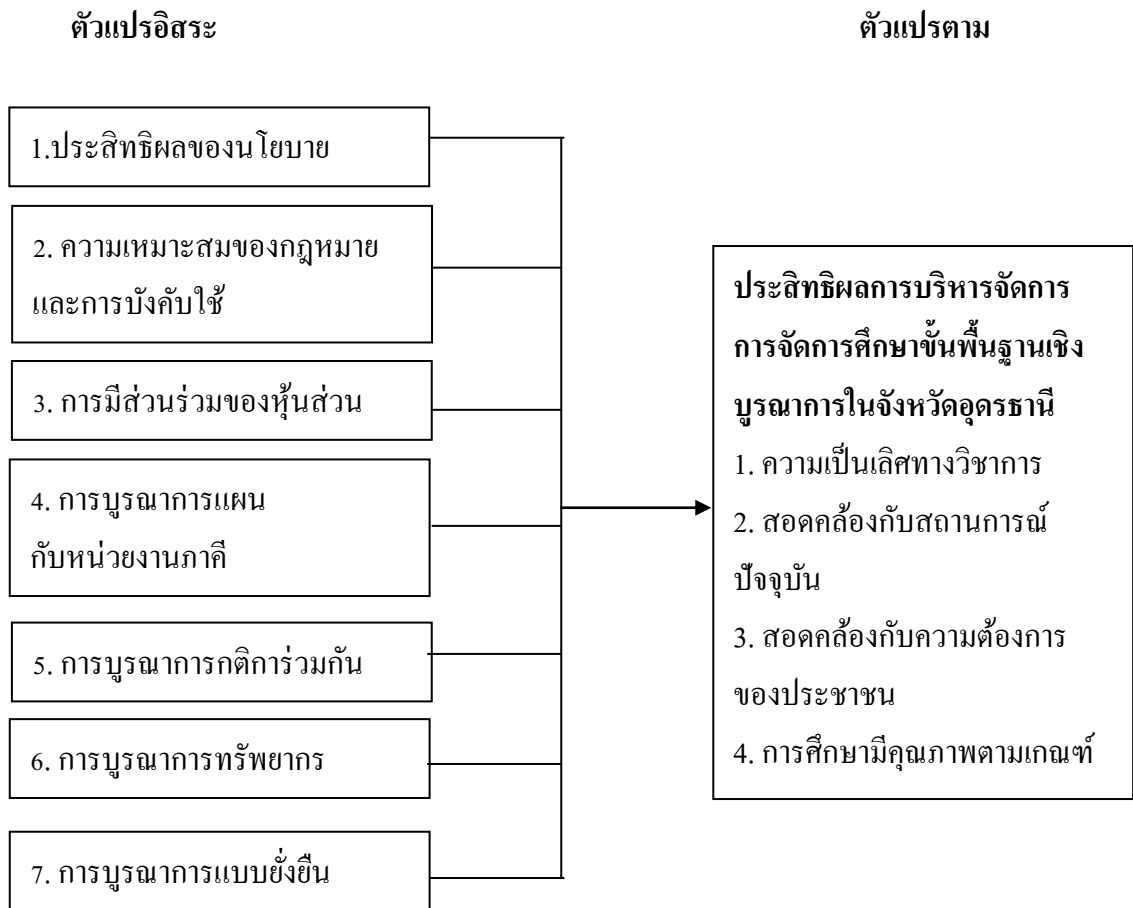 ตัวแปรอิสระ
ตัวแปรตาม
1.ประสิทธิผลของนโยบาย
2. ความเหมาะสมของกฎหมาย
และการบังคับใช้
3. การมีส่วนร่วมของหุ้นส่วน
4. การบูรณาการแผน
กับหน่วยงานภาคี
5. การบูรณาการกติการ่วมกัน
6. การบูรณาการทรัพยากร
7. การบูรณาการแบบยั่งยืน
ประสิทธิผลการบริหารจัดการ
การจัดการศึกษาขั้นพื้นฐานเชิง
บูรณาการในจังหวัดอุดรธานี
1. ความเป็นเลิศทางวิชาการ
2. สอดคล้องกับสถานการณ์
ปัจจุบัน
3. สอดคล้องกับความต้องการ
ของประชาชน
4. การศึกษามีคุณภาพตามเกณฑ์